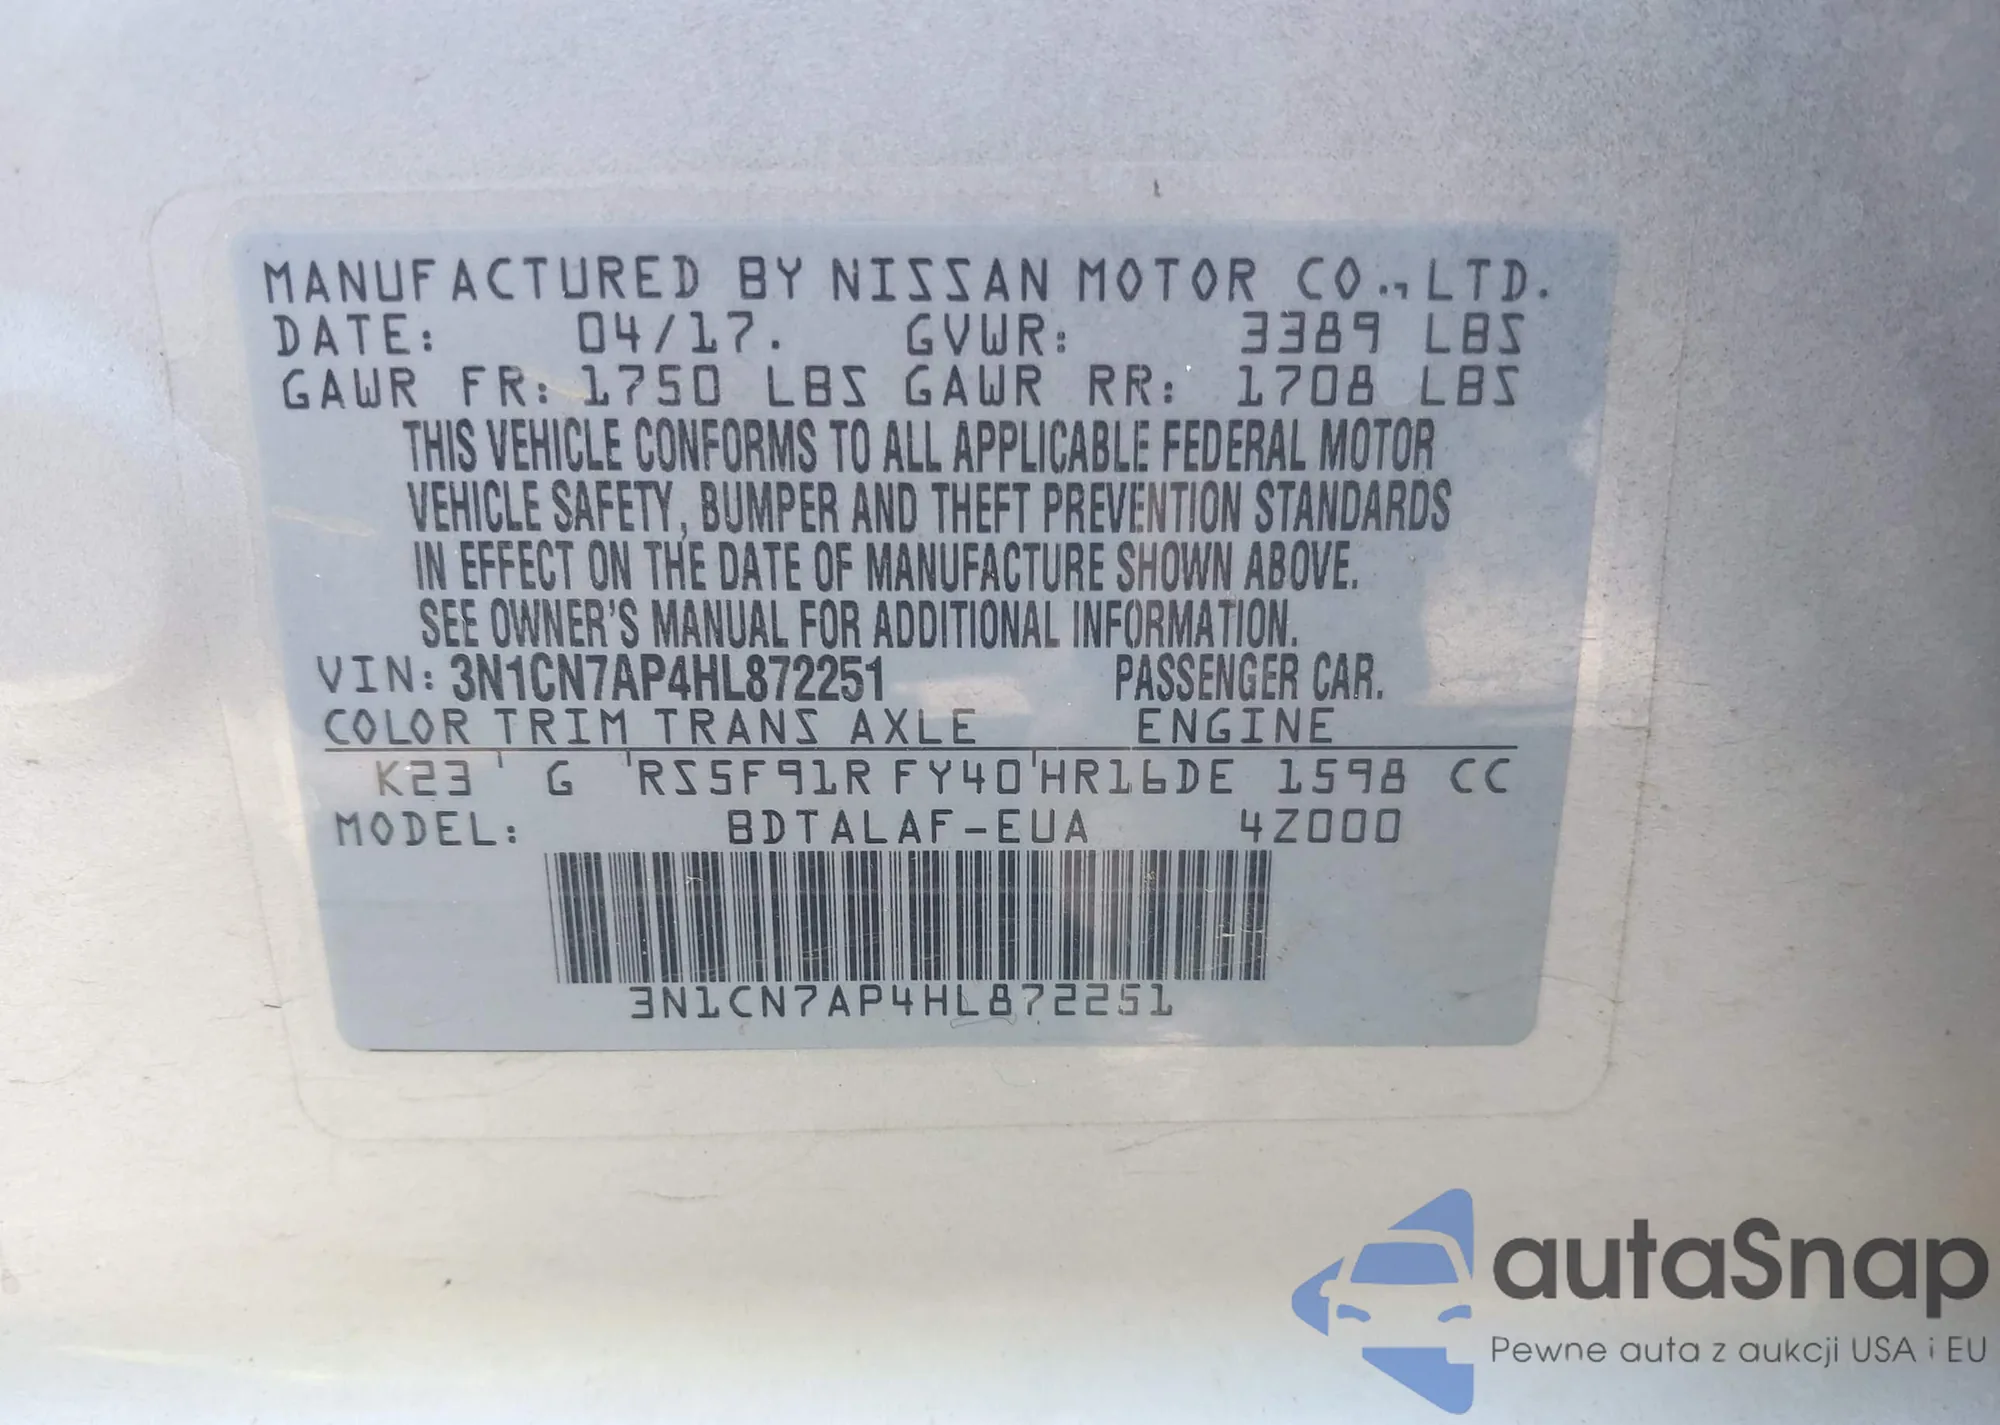 MANUFACTURED BY NISSAN MOTOR CO.,LTD.
DATE: 04/17. GVWR: 3389 LBS
GAWR FR: 1750 LBS GAWR RR: 1708 LBS
THIS VEHICLE CONFORMS TO ALL APPLICABLE FEDERAL MOTOR
VEHICLE SAFETY, BUMPER AND THEFT PREVENTION STANDARDS
IN EFFECT ON THE DATE OF MANUFACTURE SHOWN ABOVE.
SEE OWNER'S MANUAL FOR ADDITIONAL INFORMATION.
VIN: 3N1CN7AP4HL872251 PASSENGER CAR.
COLOR TRIM TRANS AXLE ENGINE
K23 G RS5F91R FY40 HR16DE 1598 CC
MODEL: BDTALAF-EUA 4Z000
3N1CN7AP4HL872251
autaSnap
Pewne auta z aukcji USA i EU